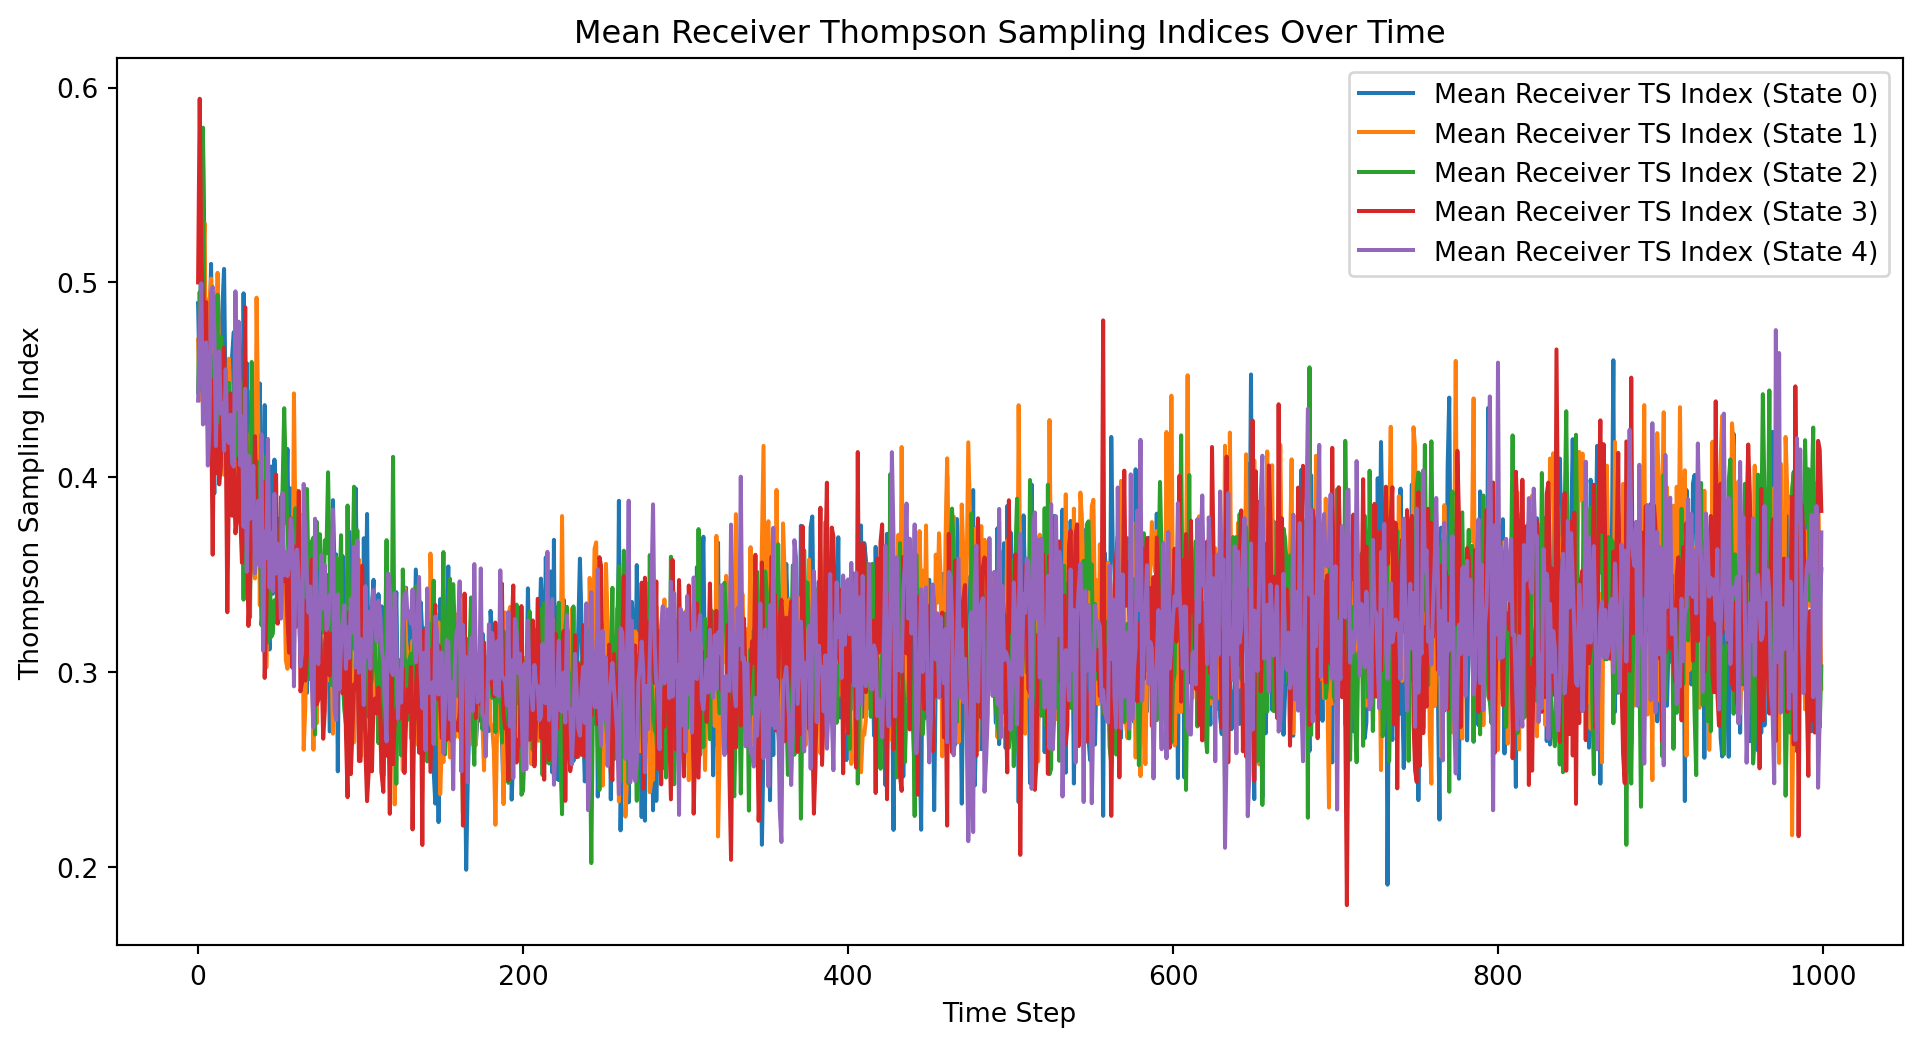 Mean Receiver Thompson Sampling Indices Over Time
Mean Receiver TS Index (State 0)
Mean Receiver TS Index (State 1)
Mean Receiver TS Index (State 2)
Mean Receiver TS Index (State 3)
Mean Receiver TS Index (State 4)
Thompson Sampling Index
0.6
0.5
0.4
0.3
0.2
0 200 400 600 800 1000
Time Step